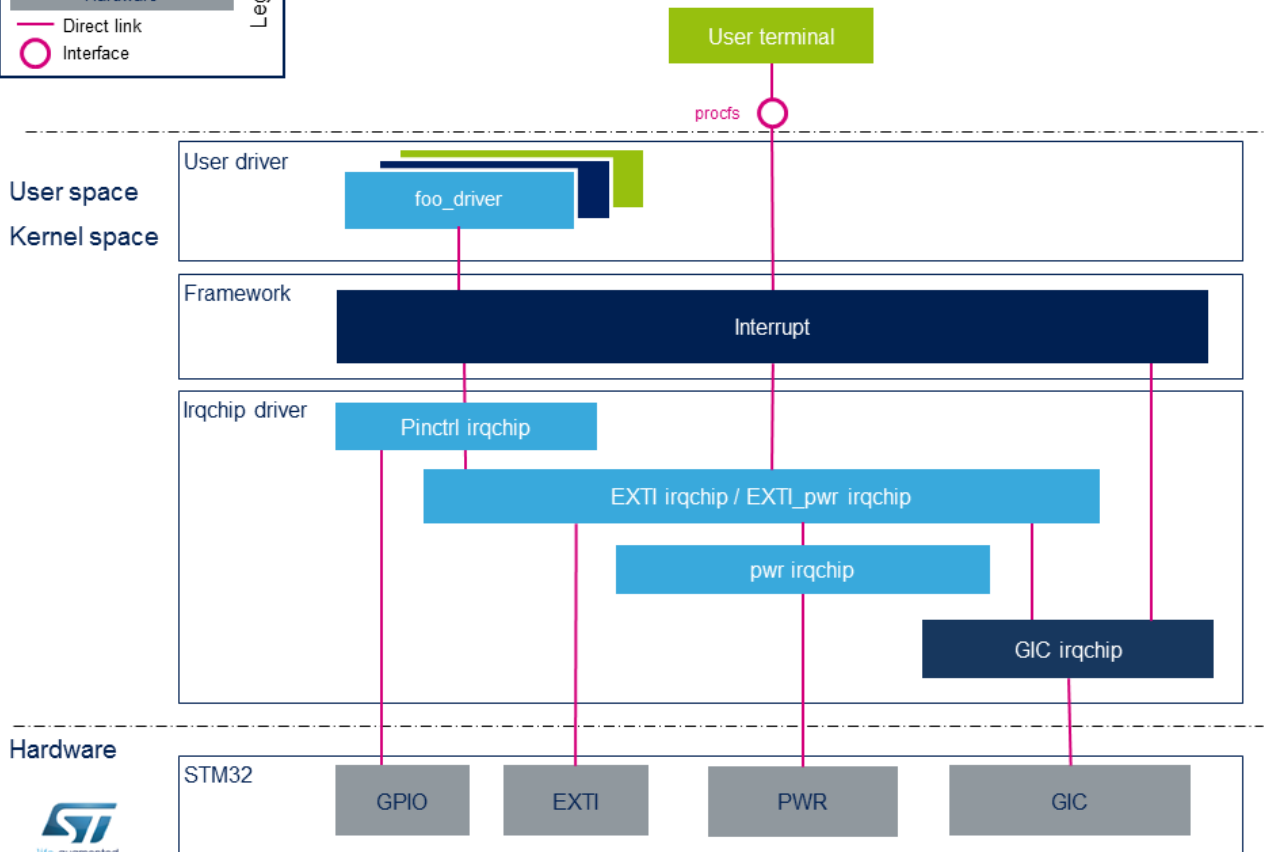 Direct link
Interface
User terminal
procfs
User driver
User space
foo_driver
Kernel space
Framework
Interrupt
Irqchip driver
Pinctrl irqchip
EXTI irqchip / EXTI_pwr irqchip
pwr irqchip
GIC irqchip
Hardware
STM32
GPIO
EXTI
PWR
GIC